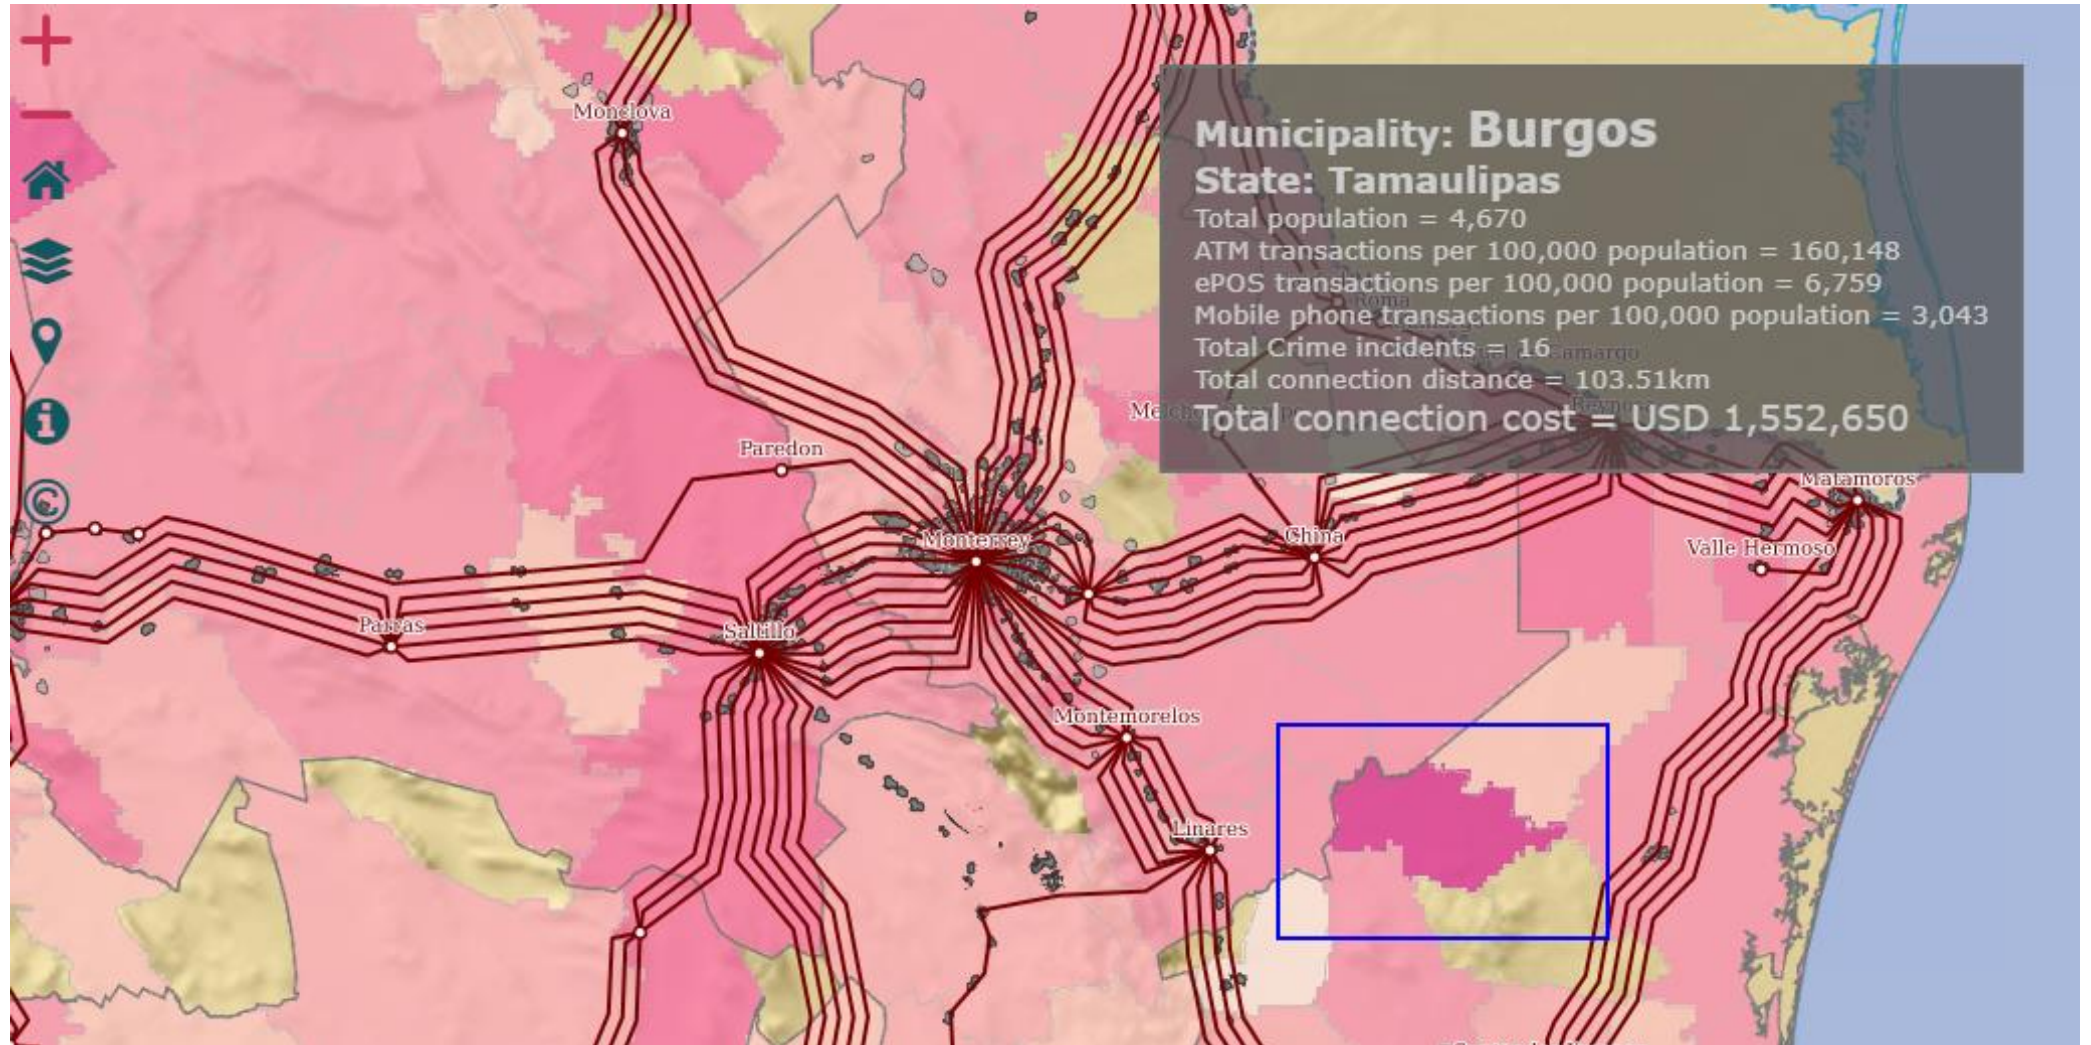 Monclova
Municipality: Burgos
State: Tamaulipas
Total population = 4,670
ATM transactions per 100,000 population = 160,148
ePOS transactions per 100,000 population = 6,759
Roma
Mobile phone transactions per 100,000 population = 3,043
Total Crime incidents = 16
Camargo
Total connection distance = 103.51km
Total connection cost = USD 1,552,650
Paredon
Matamoros
Monterrey
China
Valle Hermoso
Parras
Saltillo
Montemorelos
Linares